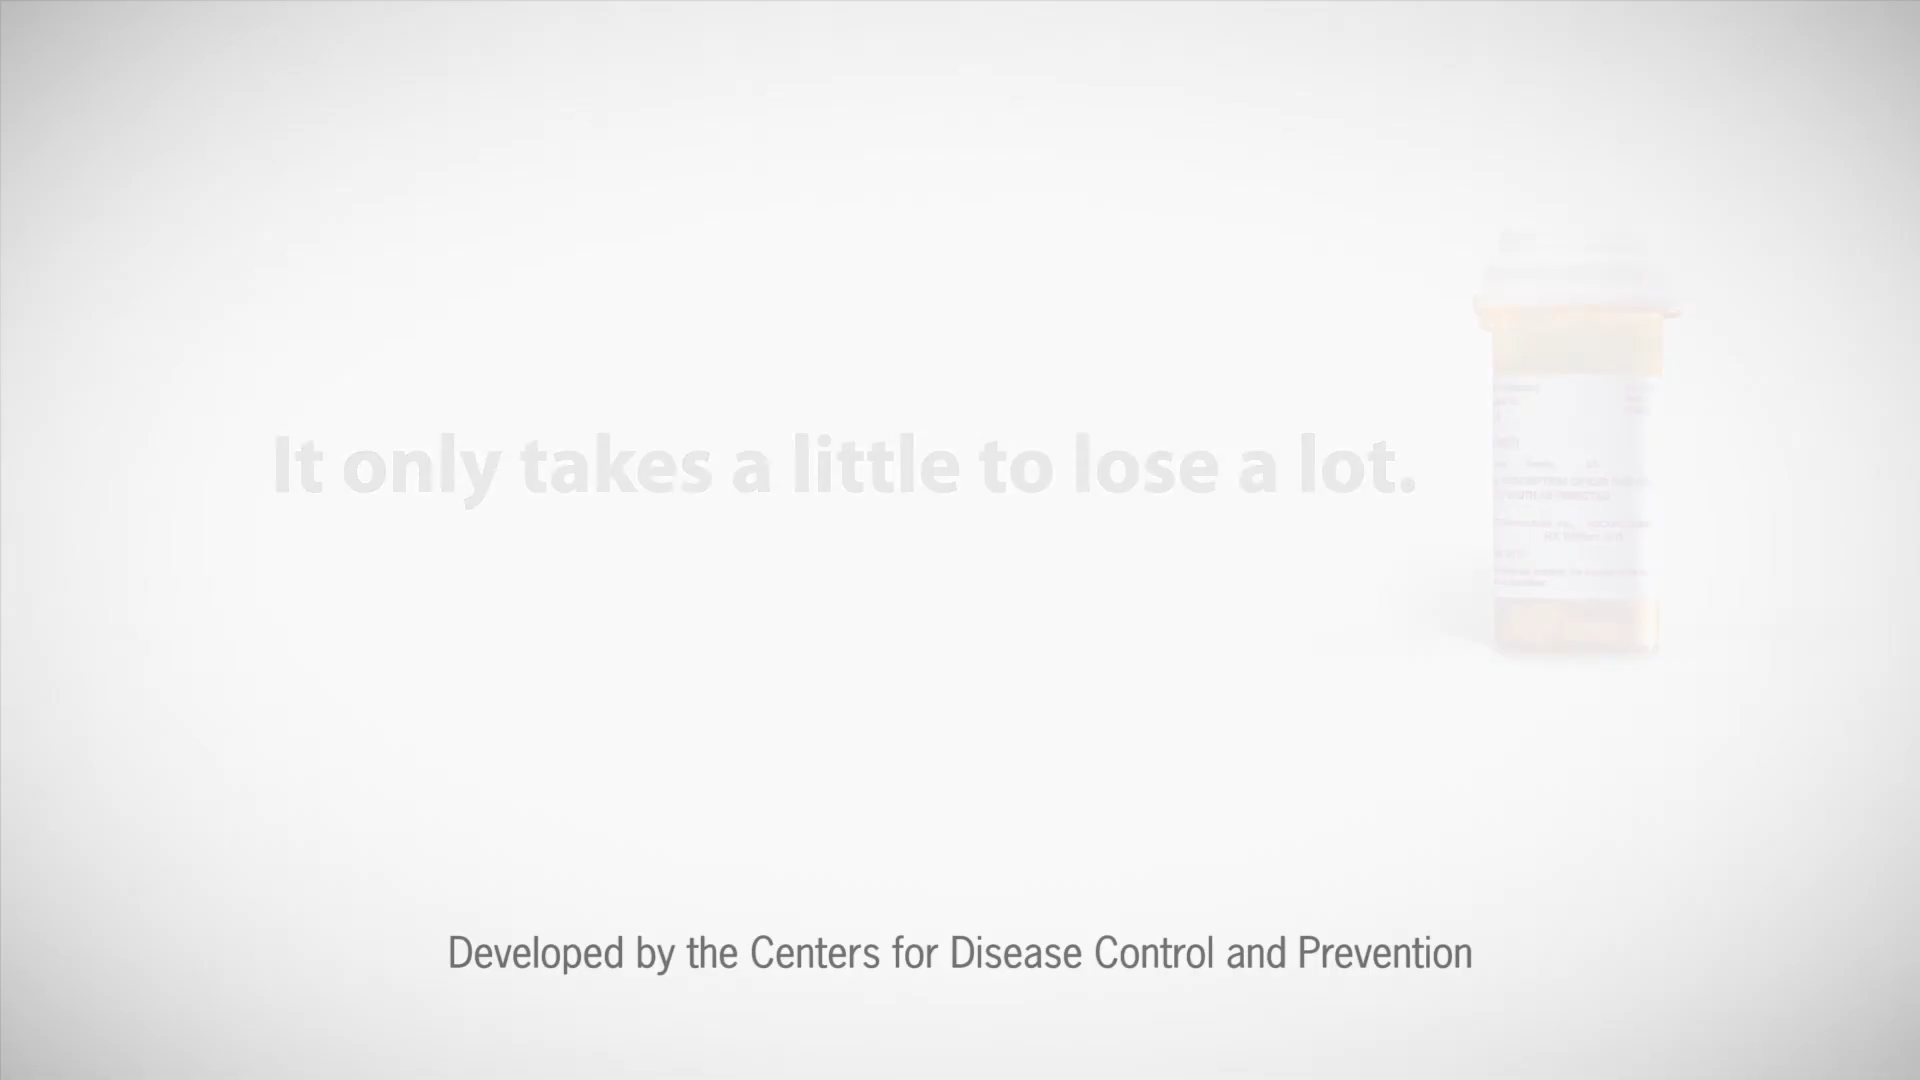 It only takes a little to lose a lot.
Developed by the Centers for Disease Control and Prevention